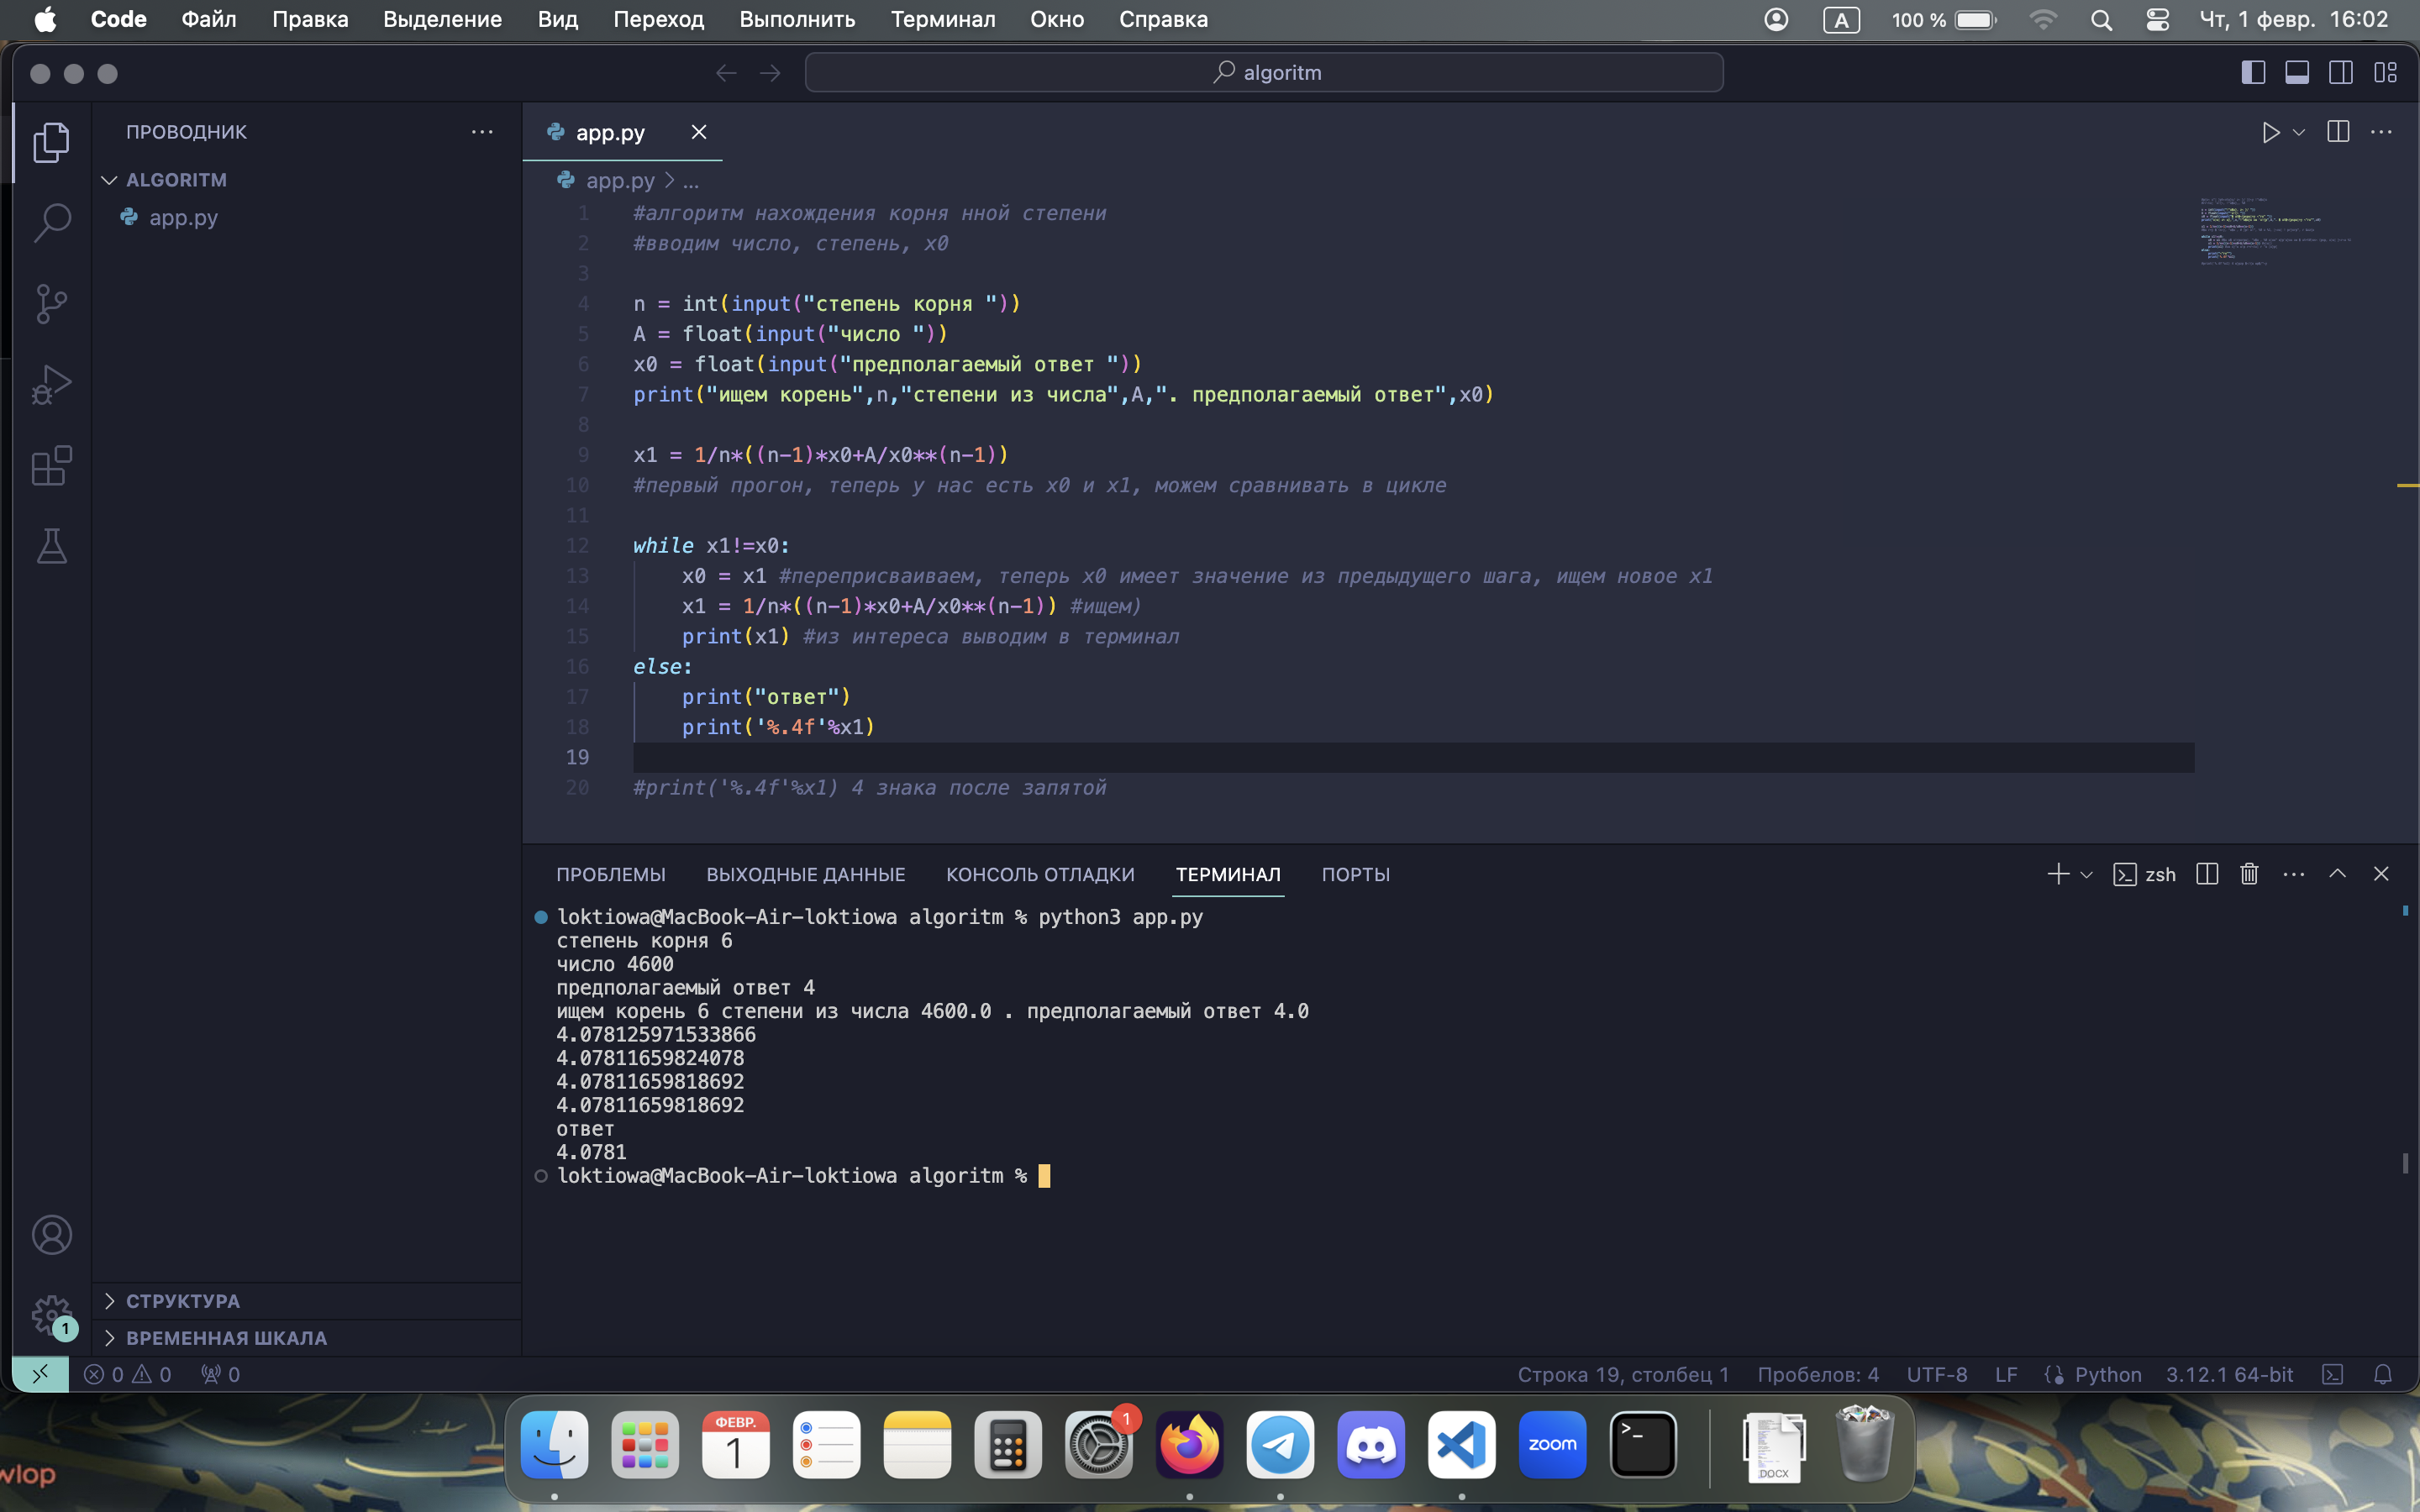 Code Файл Правка Выделение Вид Переход Выполнить Терминал Окно Справка A 100 % Чт, 1 февр. 16:02
algoritm
ПРОВОДНИК
ALGORITM
app.py
app.py
app.py > ...
1 #алгоритм нахождения корня нной степени
2 #вводим число, степень, x0
3
4 n = int(input("степень корня "))
5 A = float(input("число "))
6 x0 = float(input("предполагаемый ответ "))
7 print("ищем корень",n,"степени из числа",A,". предполагаемый ответ",x0)
8
9 x1 = 1/n*((n-1)*x0+A/x0**(n-1))
10 #первый прогон, теперь у нас есть x0 и x1, можем сравнивать в цикле
11
12 while x1!=x0:
13 x0 = x1 #переприсваиваем, теперь x0 имеет значение из предыдущего шага, ищем новое x1
14 x1 = 1/n*((n-1)*x0+A/x0**(n-1)) #ищем)
15 print(x1) #из интереса выводим в терминал
16 else:
17 print("ответ")
18 print('%.4f'%x1)
19
20 #print('%.4f'%x1) 4 знака после запятой
ПРОБЛЕМЫ ВЫХОДНЫЕ ДАННЫЕ КОНСОЛЬ ОТЛАДКИ ТЕРМИНАЛ ПОРТЫ zsh
loktiowa@MacBook-Air-loktiowa algoritm % python3 app.py
степень корня 6
число 4600
предполагаемый ответ 4
ищем корень 6 степени из числа 4600.0 . предполагаемый ответ 4.0
4.078125971533866
4.07811659824078
4.07811659818692
4.07811659818692
ответ
4.0781
loktiowa@MacBook-Air-loktiowa algoritm %
СТРУКТУРА
ВРЕМЕННАЯ ШКАЛА
1
0 0 0 Строка 19, столбец 1 Пробелов: 4 UTF-8 LF Python 3.12.1 64-bit
ФЕВР.
1
1
zoom
>_
DOCX
wlop